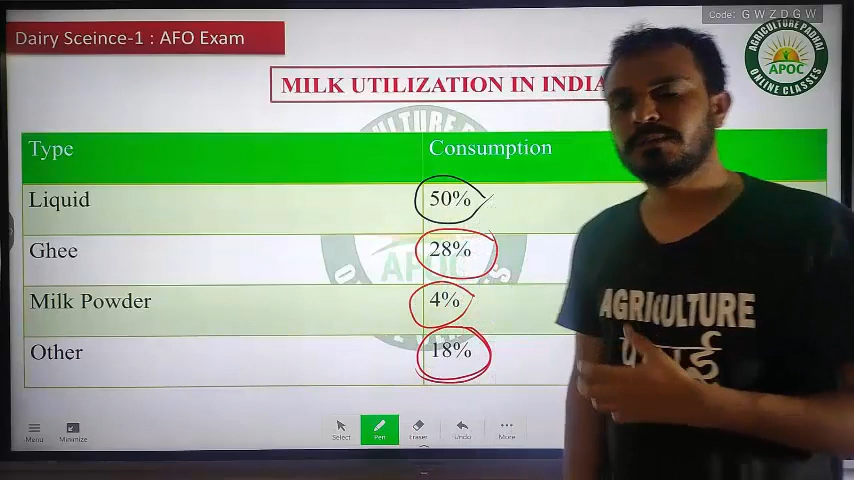 Code: G W Z D G W
Dairy Sceince-1 : AFO Exam
AGRICULTURE PADHAI
APOC
ONLINE CLASSES
MILK UTILIZATION IN INDIA
Type Consumption
Liquid 50%
Ghee 28%
Milk Powder 4%
Other 18%
AGRICULTURE
पढ़ाई
Menu
Minimize
Select
Pen
Eraser
Undo
More